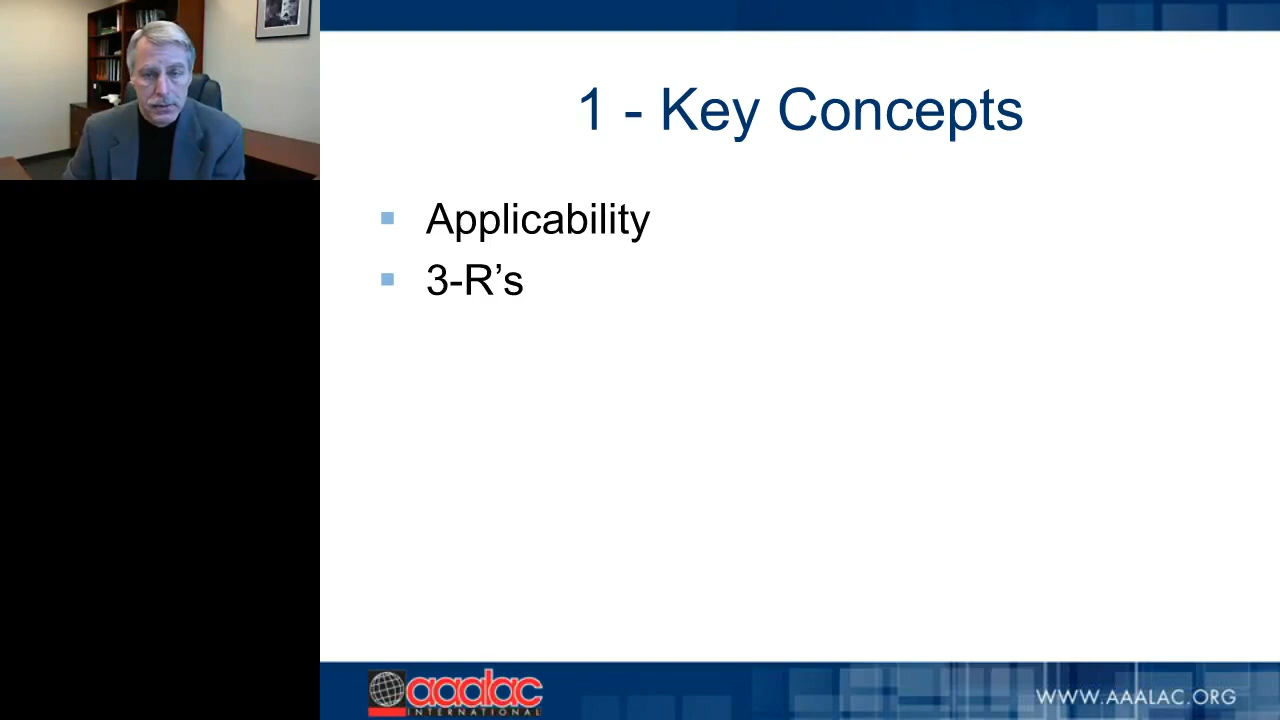 1 - Key Concepts
Applicability
3-R’s
aaalac
INTERNATIONAL
WWW.AAALAC.ORG